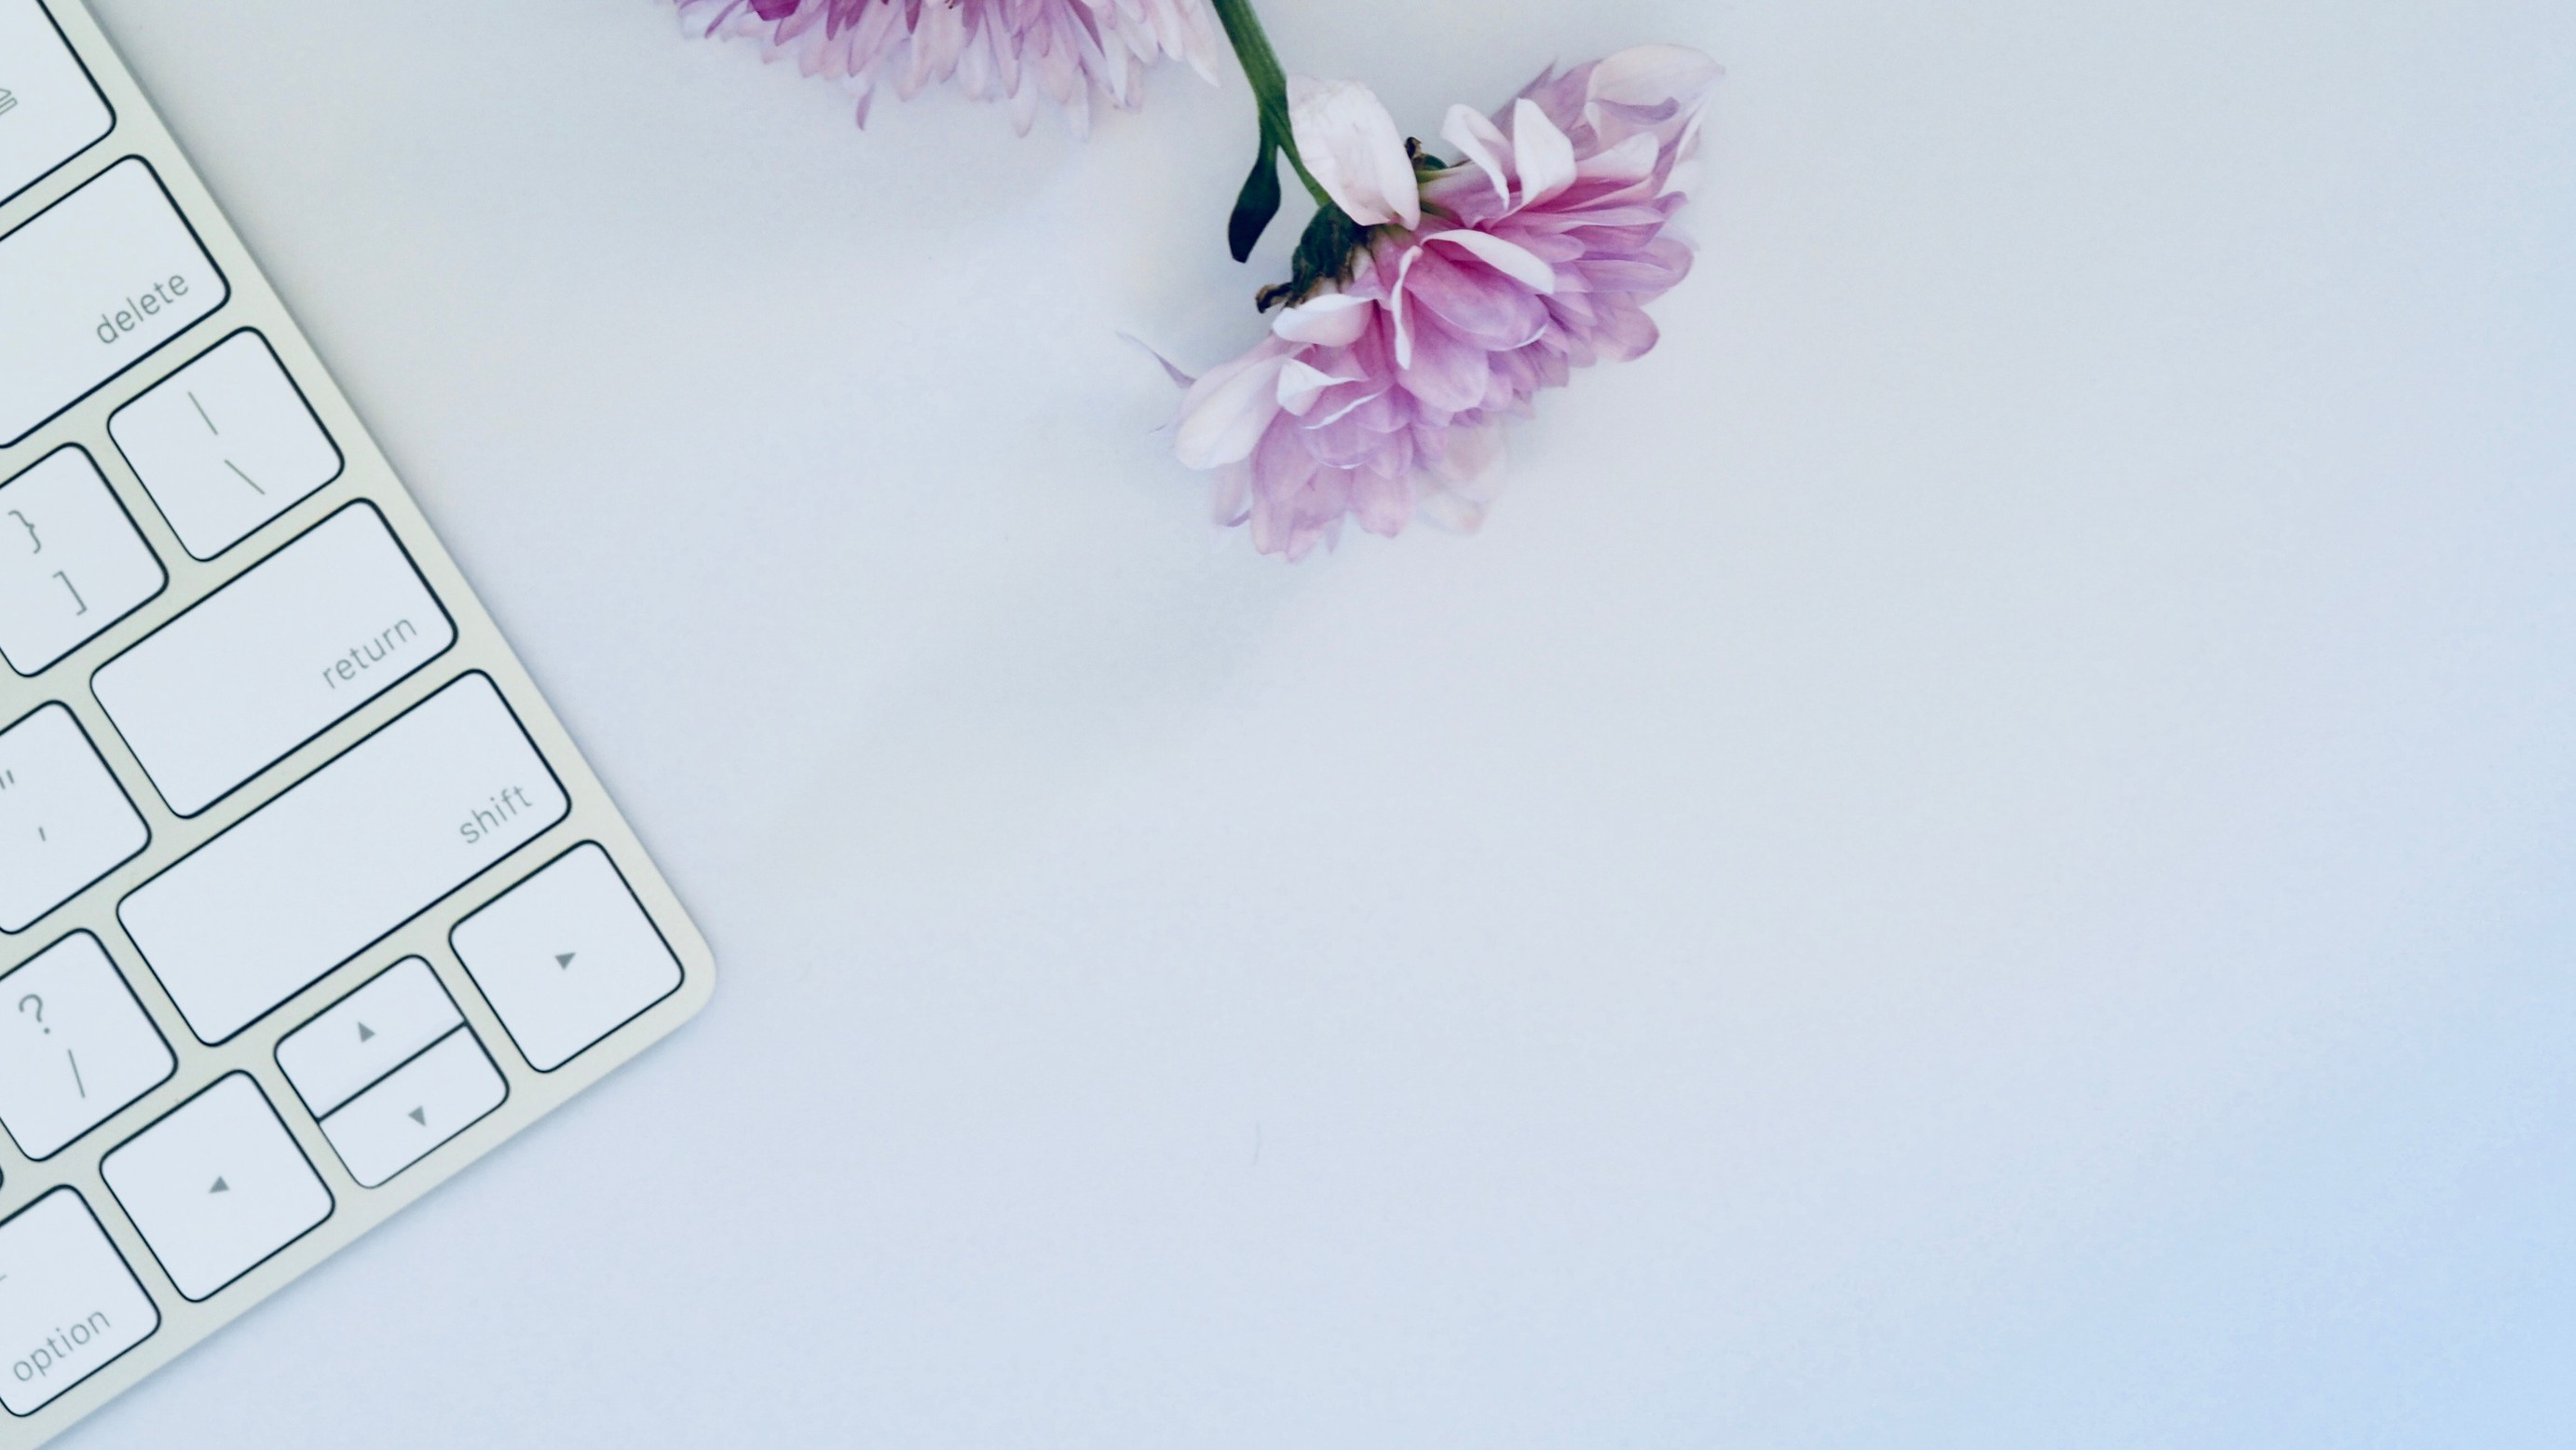 delete
|
\
}
]
return
"
'
shift
?
/
option